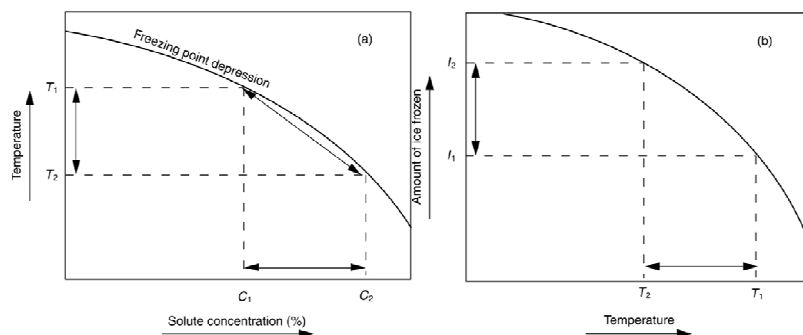 (a)
Freezing point depression
T1
T2
Temperature
C1
C2
Solute concentration (%)
(b)
I2
I1
Amount of ice frozen
T2
T1
Temperature